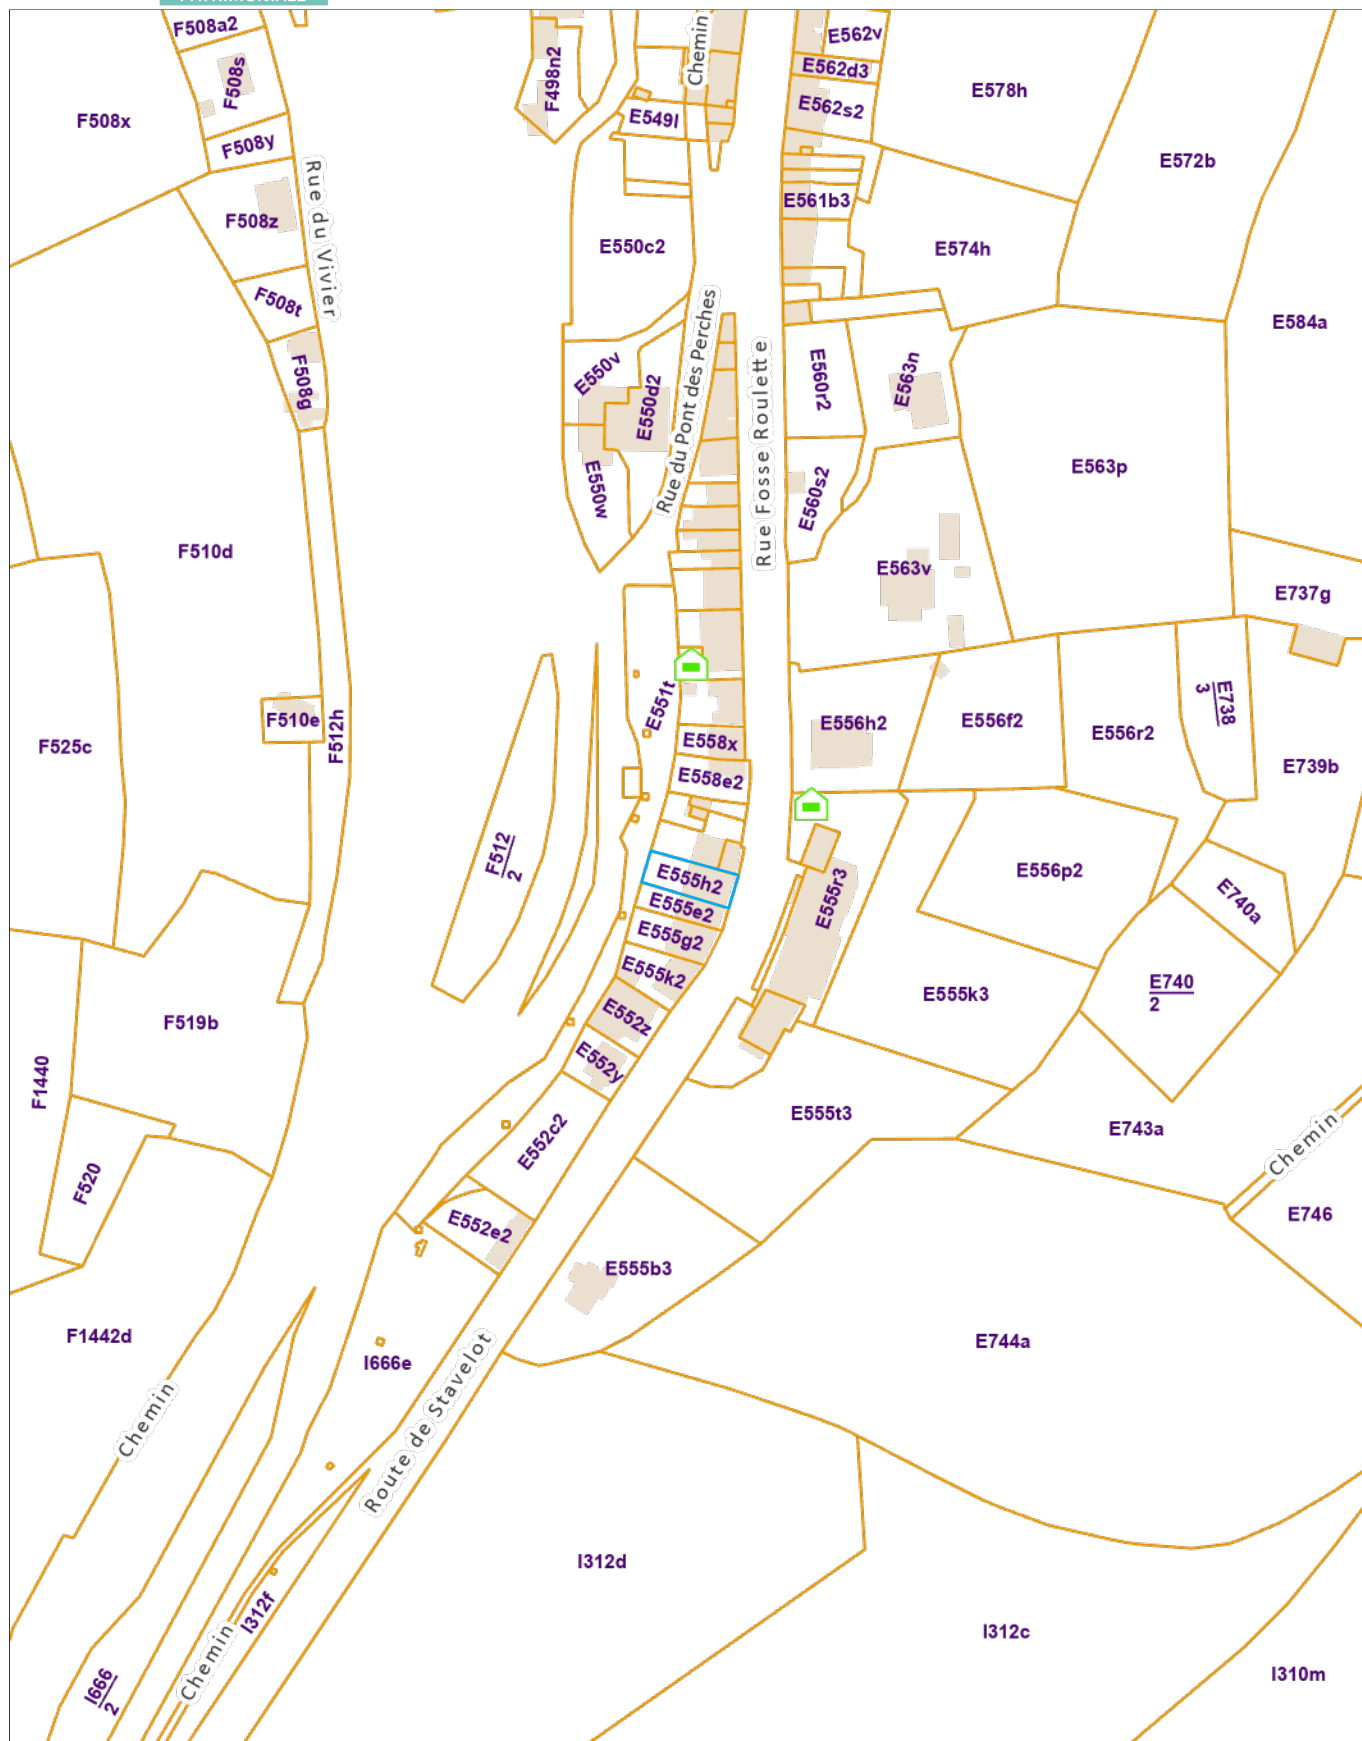 F508a2
E562v
Chemin
E562d3
F508s
F498n2
E578h
E562s2
F508x
E549l
F508y
E572b
Rue du Vivier
E561b3
F508z
E550c2
E574h
F508t
Rue du Pont des Perches
E584a
E550v
F508g
E550d2
Rue Fosse Roulette
E560r2
E563n
E563p
E550w
E560s2
F510d
E563v
E737g
E551t
E738
3
F510e
F512h
F525c
E558x
E556h2
E556f2
E556r2
E739b
E558e2
F512
2
E556p2
E555h2
E555r3
E740a
E555e2
E555g2
E555k2
E740
2
E555k3
F519b
E552z
E552y
F1440
E555t3
E743a
Chemin
E552c2
F520
E746
E552e2
E555b3
F1442d
E744a
I666e
Chemin
Route de Stavelot
I312d
I312f
I312c
Chemin
I666
2
I310m